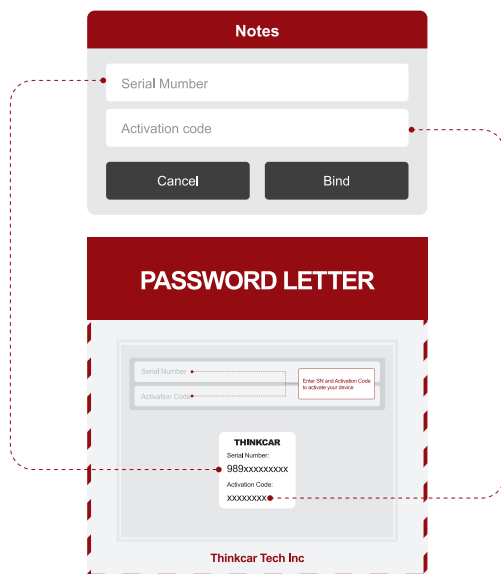 Notes
Serial Mumber
Activation code
Cancel Bind
PASSWORD LETTER
Serial Number
Activation Code
Enter SN and Activation Code
to activate your device
THINKCAR
Serial Number:
989xxxxxxxxx
Activation Code:
xxxxxxxx
Thinkcar Tech Inc